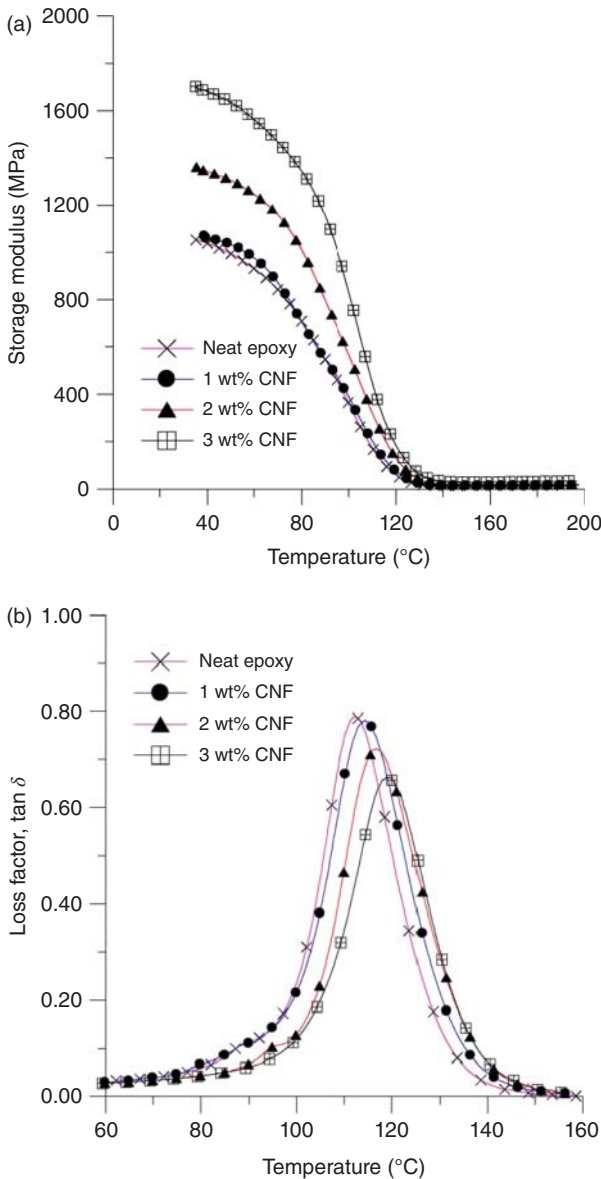 (a)
2000
1600
1200
800
400
0
Storage modulus (MPa)
Neat epoxy
1 wt% CNF
2 wt% CNF
3 wt% CNF
0 40 80 120 160 200
Temperature (°C)
(b)
1.00
0.80
0.60
0.40
0.20
0.00
Loss factor, tan δ
Neat epoxy
1 wt% CNF
2 wt% CNF
3 wt% CNF
60 80 100 120 140 160
Temperature (°C)